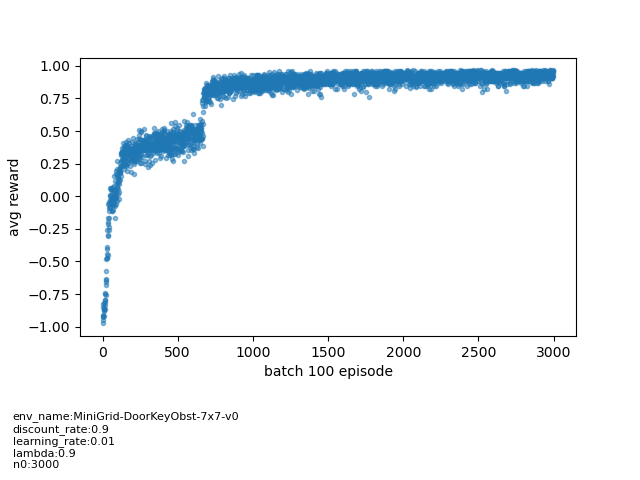 1.00
0.75
0.50
0.25
0.00
−0.25
−0.50
−0.75
−1.00
avg reward
0 500 1000 1500 2000 2500 3000
batch 100 episode
env_name:MiniGrid-DoorKeyObst-7x7-v0
discount_rate:0.9
learning_rate:0.01
lambda:0.9
n0:3000